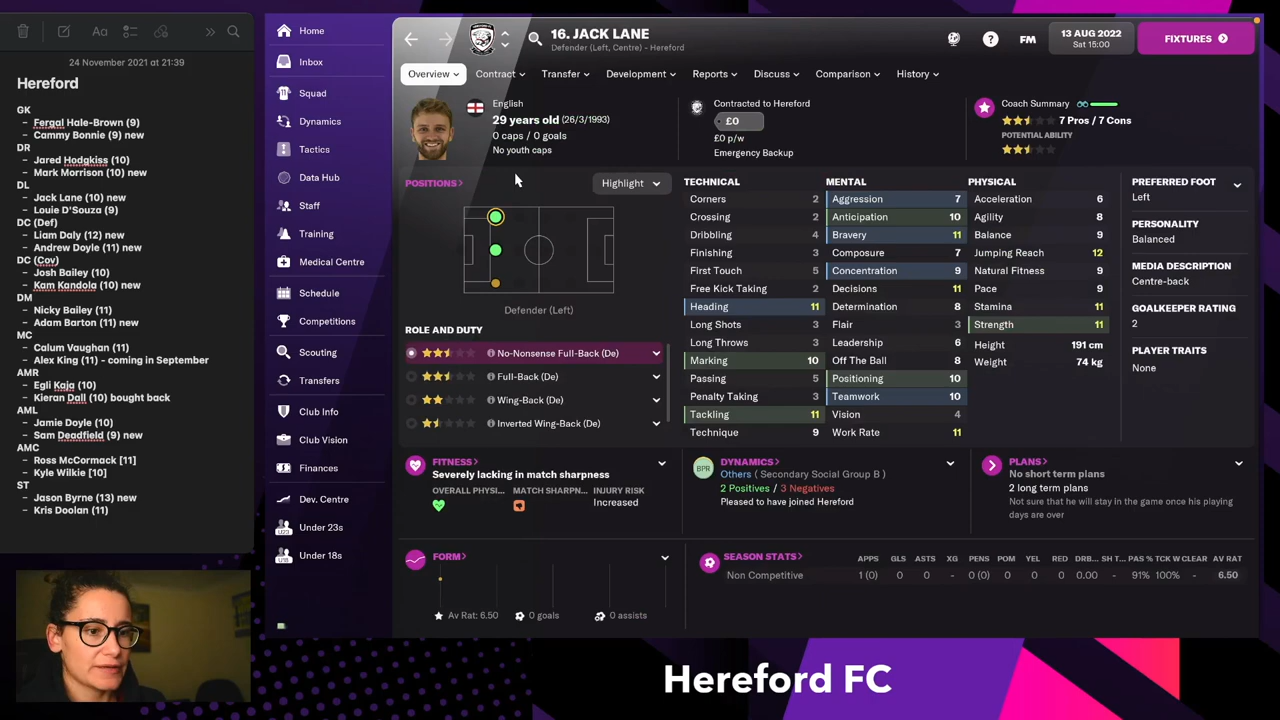 24 November 2021 at 21:39
Hereford
GK
– Fergal Hale-Brown (9)
– Cammy Bonnie (9) new
DR
– Jared Hodgkiss (10)
– Mark Morrison (10) new
DL
– Jack Lane (10) new
– Louie D'Souza (9)
DC (Def)
– Liam Daly (12) new
– Andrew Doyle (11) new
DC (Cov)
– Josh Bailey (10)
– Kam Kandola (10) new
DM
– Nicky Bailey (11)
– Adam Barton (11) new
MC
– Calum Vaughan (11)
– Alex King (11) - coming in September
AMR
– Egli Kaja (10)
– Kieran Dall (10) bought back
AML
– Jamie Doyle (10)
– Sam Deadfield (9) new
AMC
– Ross McCormack [11]
– Kyle Wilkie [10]
ST
– Jason Byrne (13) new
– Kris Doolan (11)
Home
Inbox
Squad
Dynamics
Tactics
Data Hub
Staff
Training
Medical Centre
Schedule
Competitions
Scouting
Transfers
Club Info
Club Vision
Finances
Dev. Centre
Under 23s
Under 18s
16. JACK LANE
Defender (Left, Centre) - Hereford
FM
13 AUG 2022
Sat 15:00
FIXTURES
Overview
Contract
Transfer
Development
Reports
Discuss
Comparison
History
English
29 years old (26/3/1993)
0 caps / 0 goals
No youth caps
Contracted to Hereford
£0
£0 p/w
Emergency Backup
Coach Summary
7 Pros / 7 Cons
POTENTIAL ABILITY
POSITIONS
Highlight
Defender (Left)
ROLE AND DUTY
No-Nonsense Full-Back (De)
Full-Back (De)
Wing-Back (De)
Inverted Wing-Back (De)
TECHNICAL
Corners 2
Crossing 2
Dribbling 4
Finishing 3
First Touch 5
Free Kick Taking 2
Heading 11
Long Shots 3
Long Throws 3
Marking 10
Passing 5
Penalty Taking 3
Tackling 11
Technique 9
MENTAL
Aggression 7
Anticipation 10
Bravery 11
Composure 7
Concentration 9
Decisions 11
Determination 8
Flair 3
Leadership 6
Off The Ball 8
Positioning 10
Teamwork 10
Vision 4
Work Rate 11
PHYSICAL
Acceleration 6
Agility 8
Balance 9
Jumping Reach 12
Natural Fitness 9
Pace 9
Stamina 11
Strength 11
Height 191 cm
Weight 74 kg
PREFERRED FOOT
Left
PERSONALITY
Balanced
MEDIA DESCRIPTION
Centre-back
GOALKEEPER RATING
2
PLAYER TRAITS
None
FITNESS
Severely lacking in match sharpness
OVERALL PHYSI... MATCH SHARPN... INJURY RISK
Increased
BPR
DYNAMICS
Others ( Secondary Social Group B )
2 Positives / 3 Negatives
Pleased to have joined Hereford
PLANS
No short term plans
2 long term plans
Not sure that he will stay in the game once his playing
days are over
FORM
Av Rat: 6.50 0 goals 0 assists
SEASON STATS
APPS GLS ASTS XG PENS POM YEL RED DRB... SH T... PAS % TCK W CLEAR AV RAT
Non Competitive 1 (0) 0 0 - 0 (0) 0 0 0 0.00 - 91% 100% - 6.50
Hereford FC